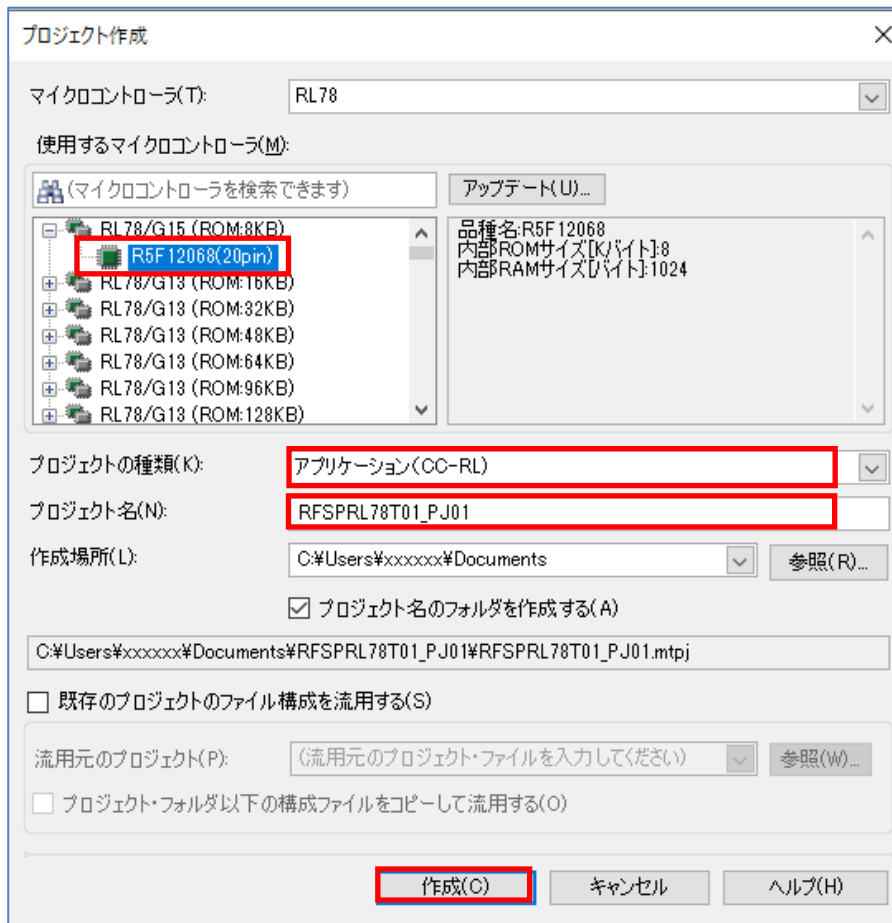 プロジェクト作成
マイクロコントローラ(T):
RL78
使用するマイクロコントローラ(M):
(マイクロコントローラを検索できます)
アップデート(U)...
RL78/G15 (ROM:8KB)
R5F12068(20pin)
RL78/G13 (ROM:16KB)
RL78/G13 (ROM:32KB)
RL78/G13 (ROM:48KB)
RL78/G13 (ROM:64KB)
RL78/G13 (ROM:96KB)
RL78/G13 (ROM:128KB)
品種名:R5F12068
内部ROMサイズ[Kバイト]:8
内部RAMサイズ[バイト]:1024
プロジェクトの種類(K):
アプリケーション(CC-RL)
プロジェクト名(N):
RFSPRL78T01_PJ01
作成場所(L):
C:¥Users¥xxxxxx¥Documents
参照(R)...
プロジェクト名のフォルダを作成する(A)
C:¥Users¥xxxxxx¥Documents¥RFSPRL78T01_PJ01¥RFSPRL78T01_PJ01.mtpj
既存のプロジェクトのファイル構成を流用する(S)
流用元のプロジェクト(P):
(流用元のプロジェクト・ファイルを入力してください)
参照(W)...
プロジェクト・フォルダ以下の構成ファイルをコピーして流用する(O)
作成(C)
キャンセル
ヘルプ(H)